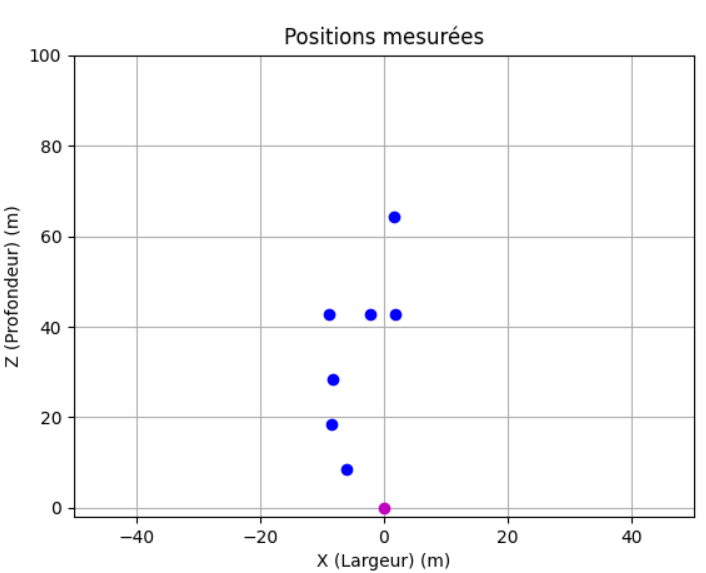 Positions mesurées
100
80
60
40
20
0
Z (Profondeur) (m)
−40 −20 0 20 40
X (Largeur) (m)